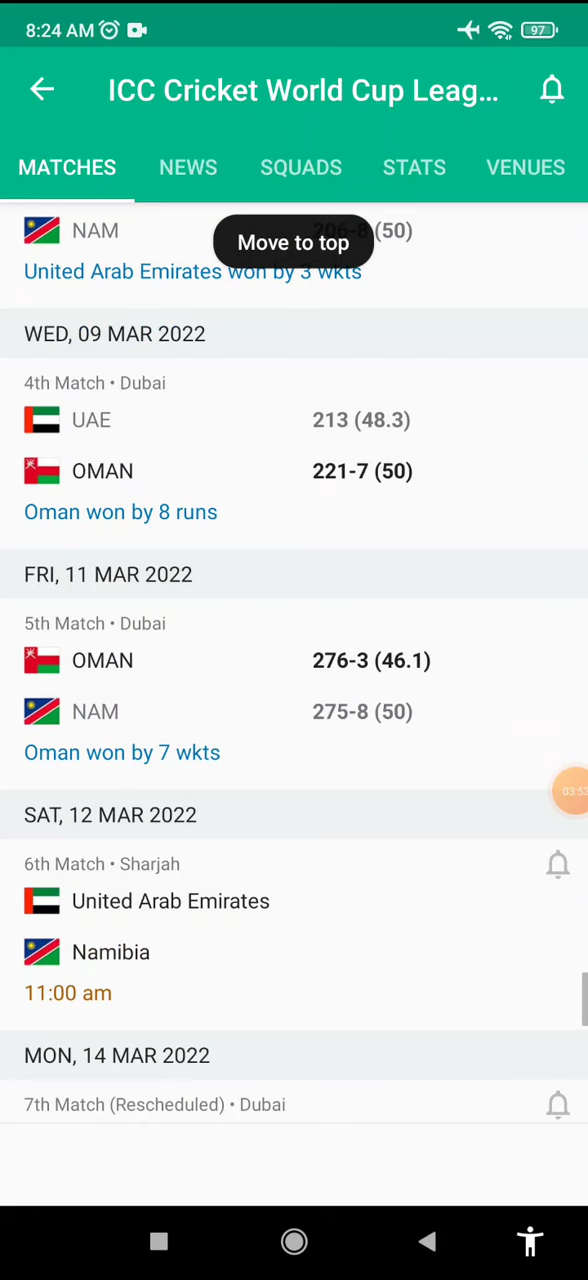 8:24 AM 97
ICC Cricket World Cup Leag...
MATCHES NEWS SQUADS STATS VENUES
NAM 206-8 (50)
Move to top
United Arab Emirates won by 3 wkts
WED, 09 MAR 2022
4th Match • Dubai
UAE 213 (48.3)
OMAN 221-7 (50)
Oman won by 8 runs
FRI, 11 MAR 2022
5th Match • Dubai
OMAN 276-3 (46.1)
NAM 275-8 (50)
Oman won by 7 wkts
03:53
SAT, 12 MAR 2022
6th Match • Sharjah
United Arab Emirates
Namibia
11:00 am
MON, 14 MAR 2022
7th Match (Rescheduled) • Dubai